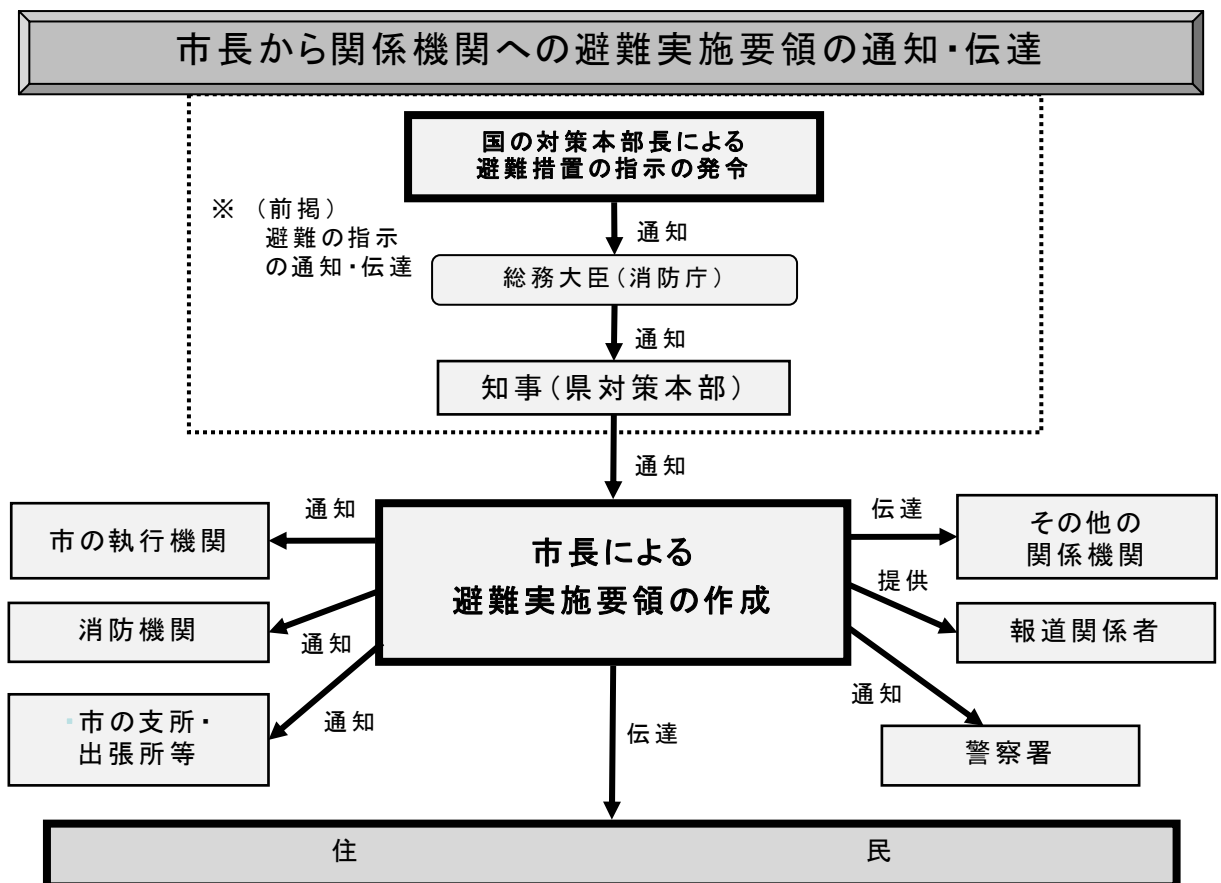 市長から関係機関への避難実施要領の通知・伝達
国の対策本部長による
避難措置の指示の発令
※ （前掲）
避難の指示
の通知・伝達
通知
総務大臣（消防庁）
通知
知事（県対策本部）
通知
市の執行機関
通知
消防機関
通知
・市の支所・
出張所等
通知
市長による
避難実施要領の作成
伝達
その他の
関係機関
提供
報道関係者
通知
警察署
伝達
住 民